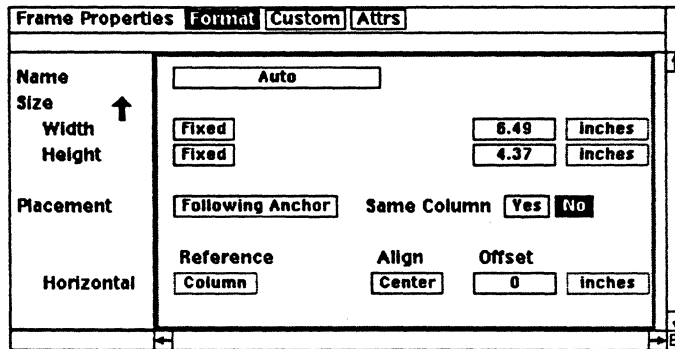 Frame Properties Format Custom Attrs
Name Auto
Size
Width Fixed 6.49 inches
Height Fixed 4.37 inches
Placement Following Anchor Same Column Yes No
Reference Align Offset
Horizontal Column Center 0 inches